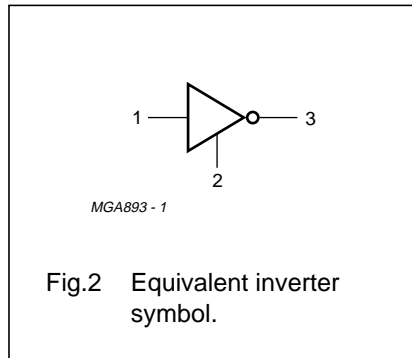 1
3
2
MGA893 - 1
Fig.2 Equivalent inverter
symbol.